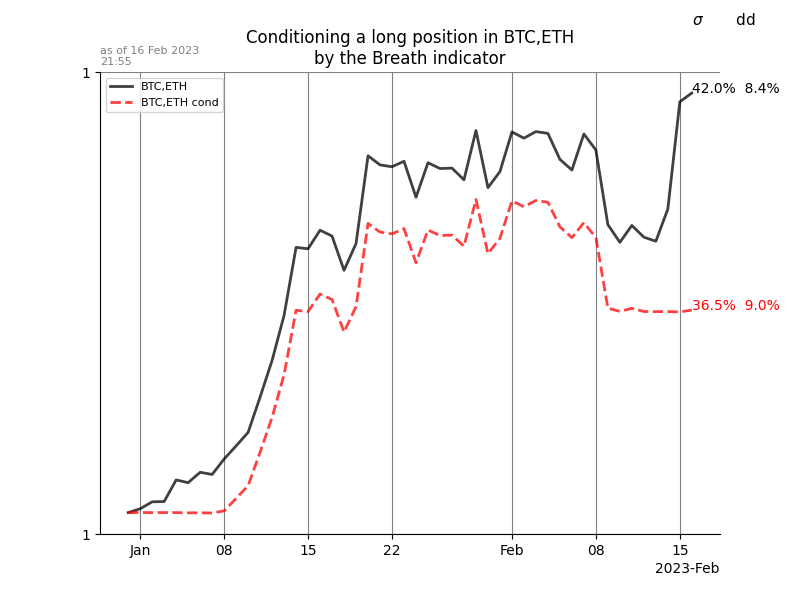 σ dd
Conditioning a long position in BTC,ETH
by the Breath indicator
as of 16 Feb 2023
21:55
1
BTC,ETH
BTC,ETH cond
42.0% 8.4%
36.5% 9.0%
1
Jan 08 15 22 Feb 08 15
2023-Feb